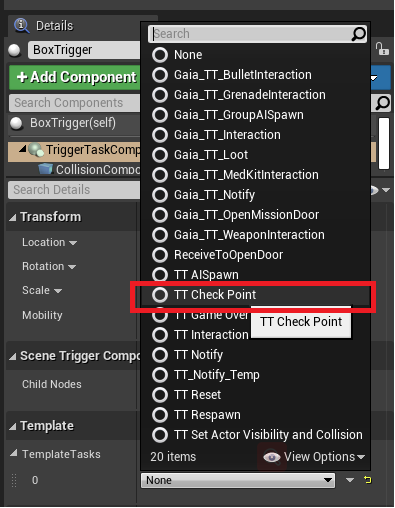 Details
BoxTrigger
+ Add Component
Search Components
BoxTrigger(self)
TriggerTaskComp
CollisionCompo
Search Details
Transform
Location
Rotation
Scale
Mobility
Scene Trigger Compo
Child Nodes
Template
TemplateTasks
0
None
Search
None
Gaia_TT_BulletInteraction
Gaia_TT_GrenadeInteraction
Gaia_TT_GroupAISpawn
Gaia_TT_Interaction
Gaia_TT_Loot
Gaia_TT_MedKitInteraction
Gaia_TT_Notify
Gaia_TT_OpenMissionDoor
Gaia_TT_WeaponInteraction
ReceiveToOpenDoor
TT AISpawn
TT Check Point
TT Game Over
TT Check Point
TT Interaction
TT Notify
TT_Notify_Temp
TT Reset
TT Respawn
TT Set Actor Visibility and Collision
20 items
View Options